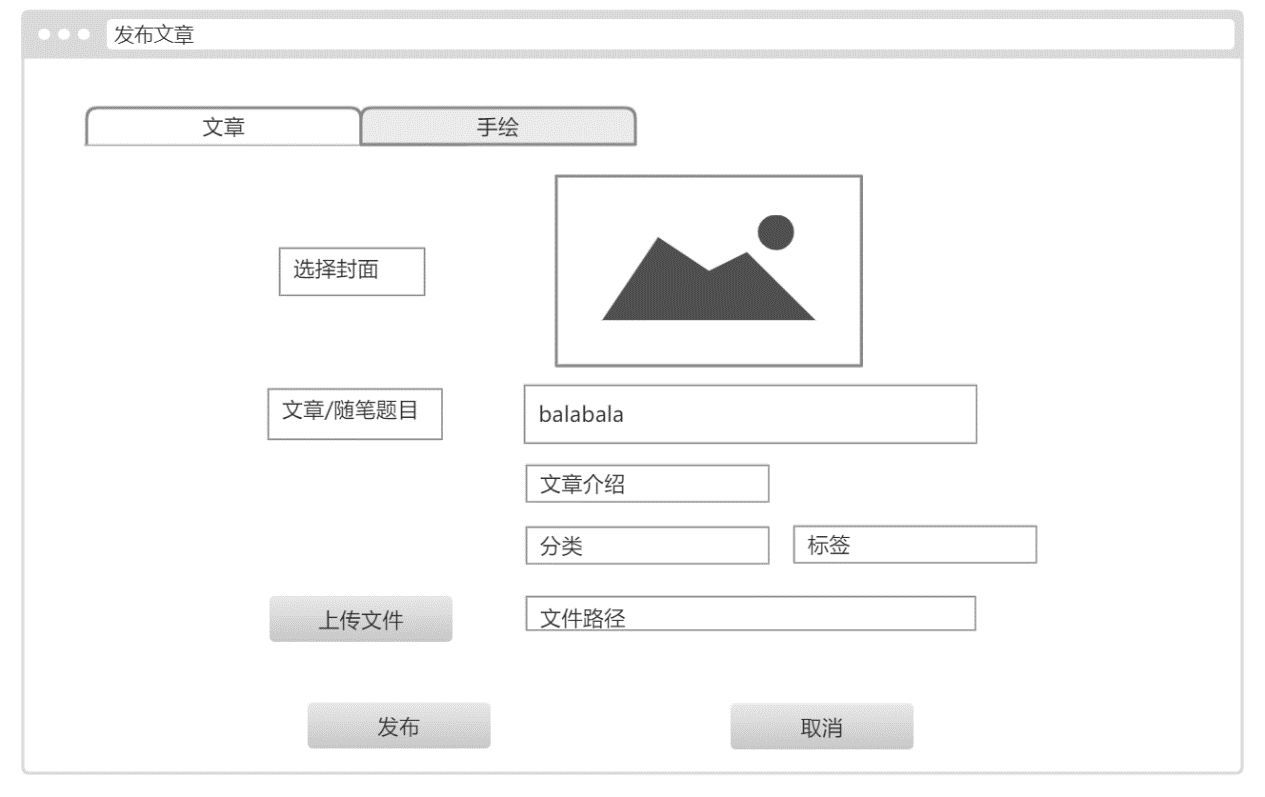 发布文章
文章
手绘
选择封面
文章/随笔题目
balabala
文章介绍
分类
标签
上传文件
文件路径
发布
取消